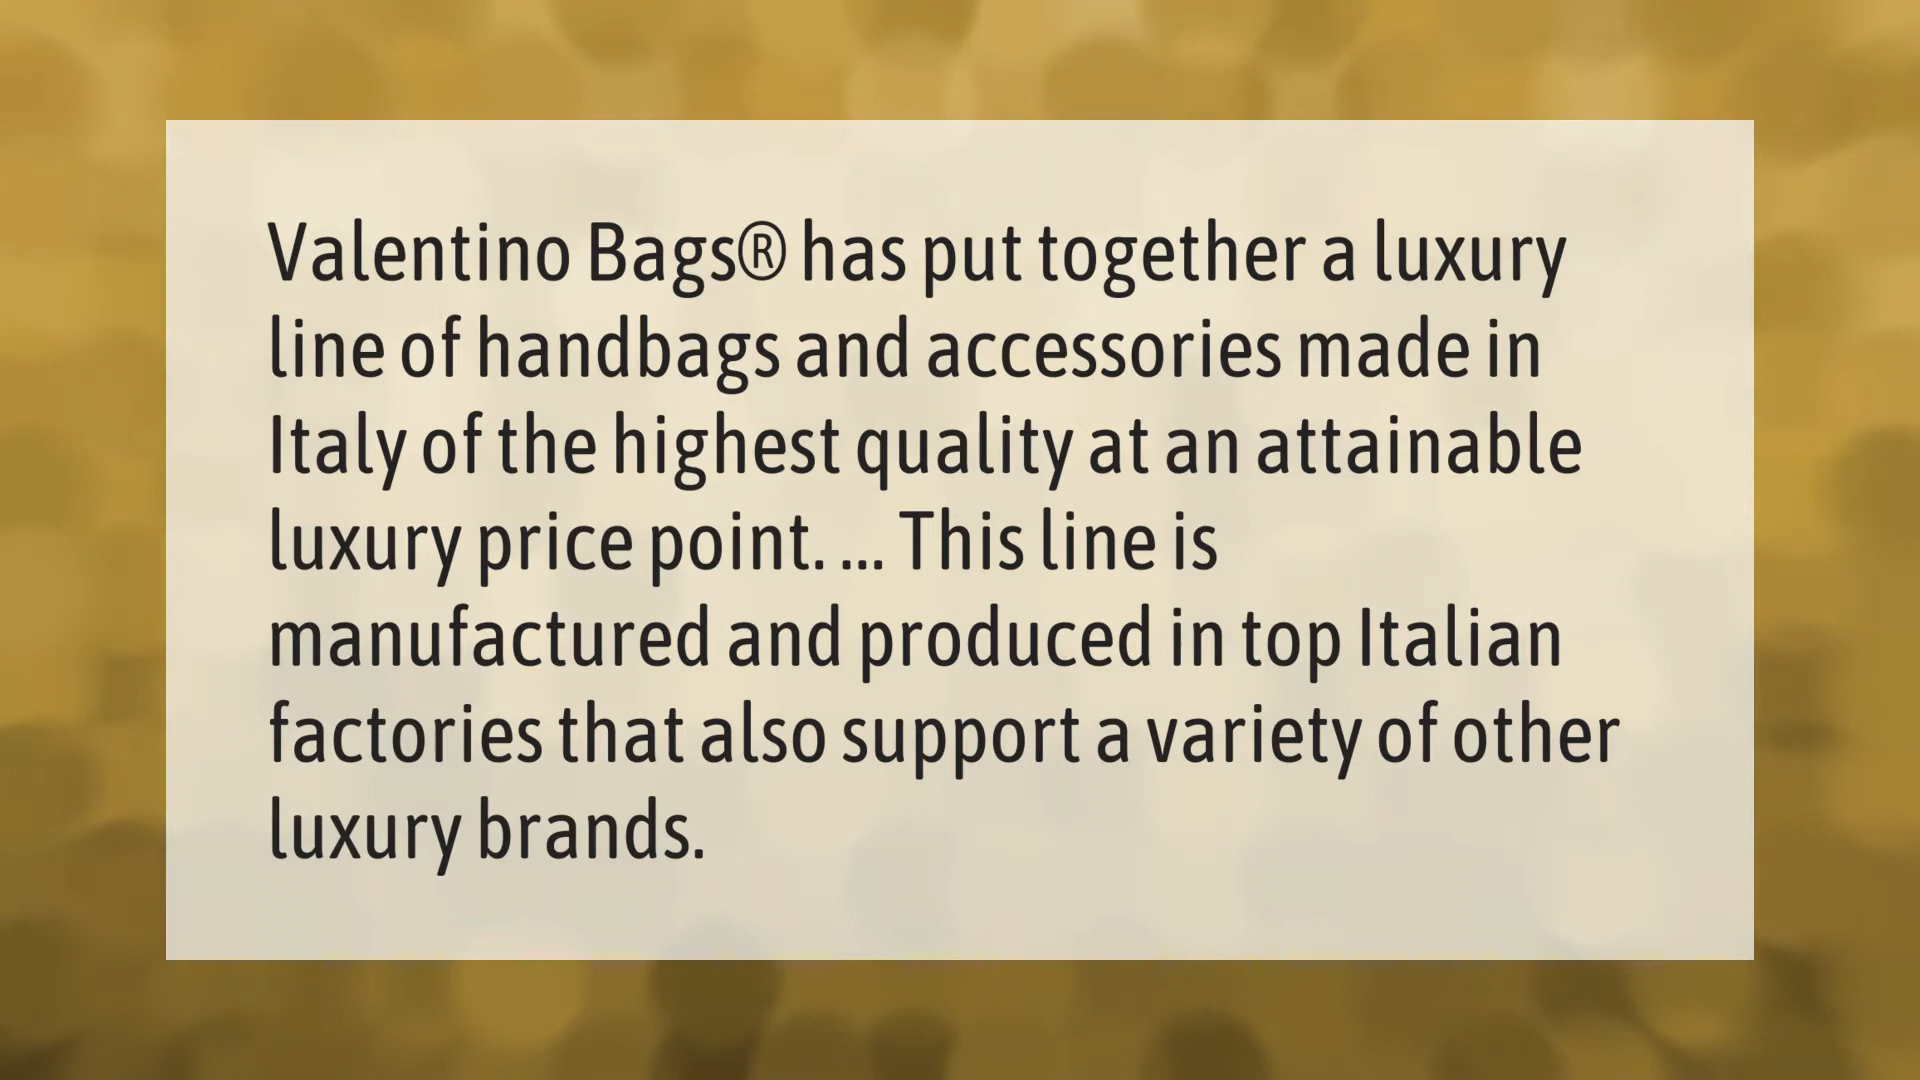 Valentino Bags® has put together a luxury
line of handbags and accessories made in
Italy of the highest quality at an attainable
luxury price point. ... This line is
manufactured and produced in top Italian
factories that also support a variety of other
luxury brands.